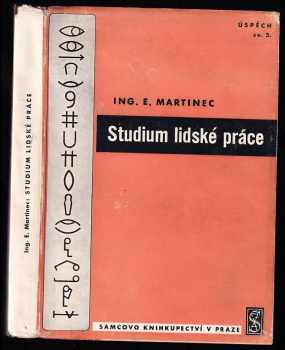 Ing. E. Martinec: STUDIUM LIDSKÉ PRÁCE
ÚSPĚCH
sv. 5.
ING. E. MARTINEC
Studium lidské práce
SAMCOVO KNIHKUPECTVÍ V PRAZE